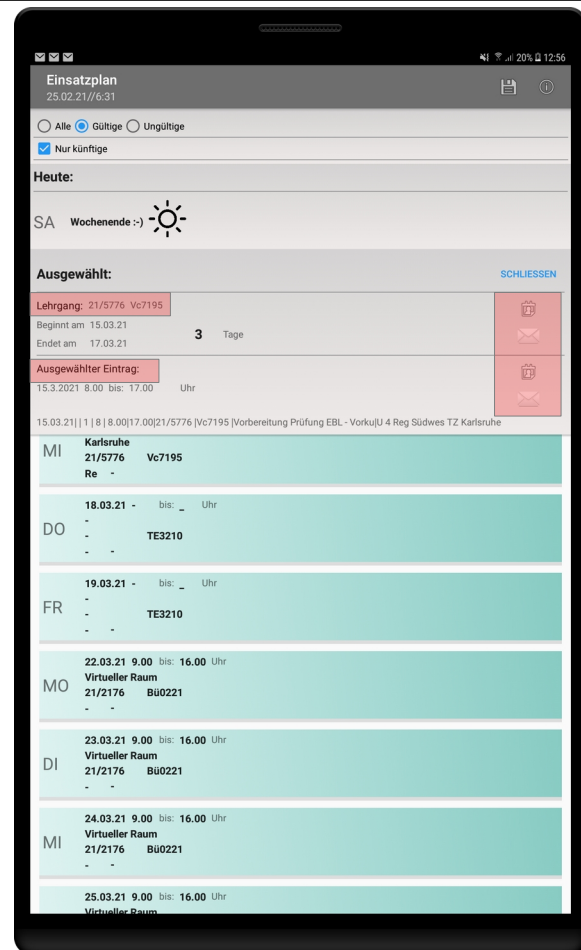 20% 12:56
Einsatzplan
25.02.21//6:31
Alle Gültige Ungültige
Nur künftige
Heute:
SA Wochenende :-)
Ausgewählt: SCHLIESSEN
Lehrgang: 21/5776 Vc7195
Beginnt am 15.03.21
3 Tage
Endet am 17.03.21
Ausgewählter Eintrag:
15.3.2021 8.00 bis: 17.00 Uhr
15.03.21| | 1 | 8 | 8.00|17.00|21/5776 |Vc7195 |Vorbereitung Prüfung EBL - Vorku|U 4 Reg Südwes TZ Karlsruhe
MI
Karlsruhe
21/5776 Vc7195
Re -
DO
18.03.21 - bis: _ Uhr
-
- TE3210
- -
FR
19.03.21 - bis: _ Uhr
-
- TE3210
- -
MO
22.03.21 9.00 bis: 16.00 Uhr
Virtueller Raum
21/2176 Bü0221
- -
DI
23.03.21 9.00 bis: 16.00 Uhr
Virtueller Raum
21/2176 Bü0221
- -
MI
24.03.21 9.00 bis: 16.00 Uhr
Virtueller Raum
21/2176 Bü0221
- -
25.03.21 9.00 bis: 16.00 Uhr
Virtueller Raum